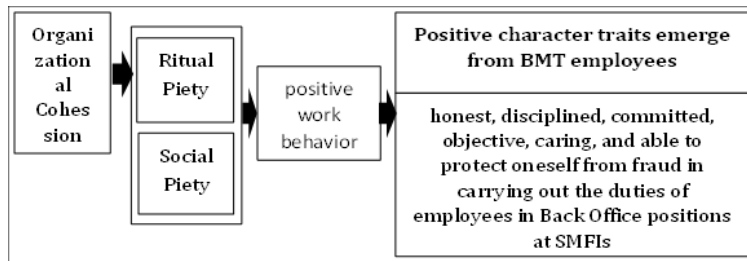 Organi
zation
al
Cohes
sion
Ritual
Piety
Social
Piety
positive
work
behavior
Positive character traits emerge
from BMT employees
honest, disciplined, committed,
objective, caring, and able to
protect oneself from fraud in
carrying out the duties of
employees in Back Office positions
at SMFIs